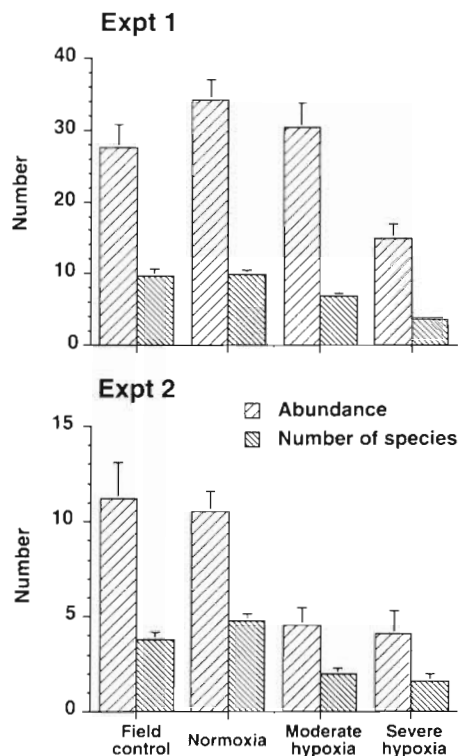 Expt 1
40
30
20
10
0
Number
Expt 2
Abundance
Number of species
15
10
5
0
Number
Field control
Normoxia
Moderate hypoxia
Severe hypoxia